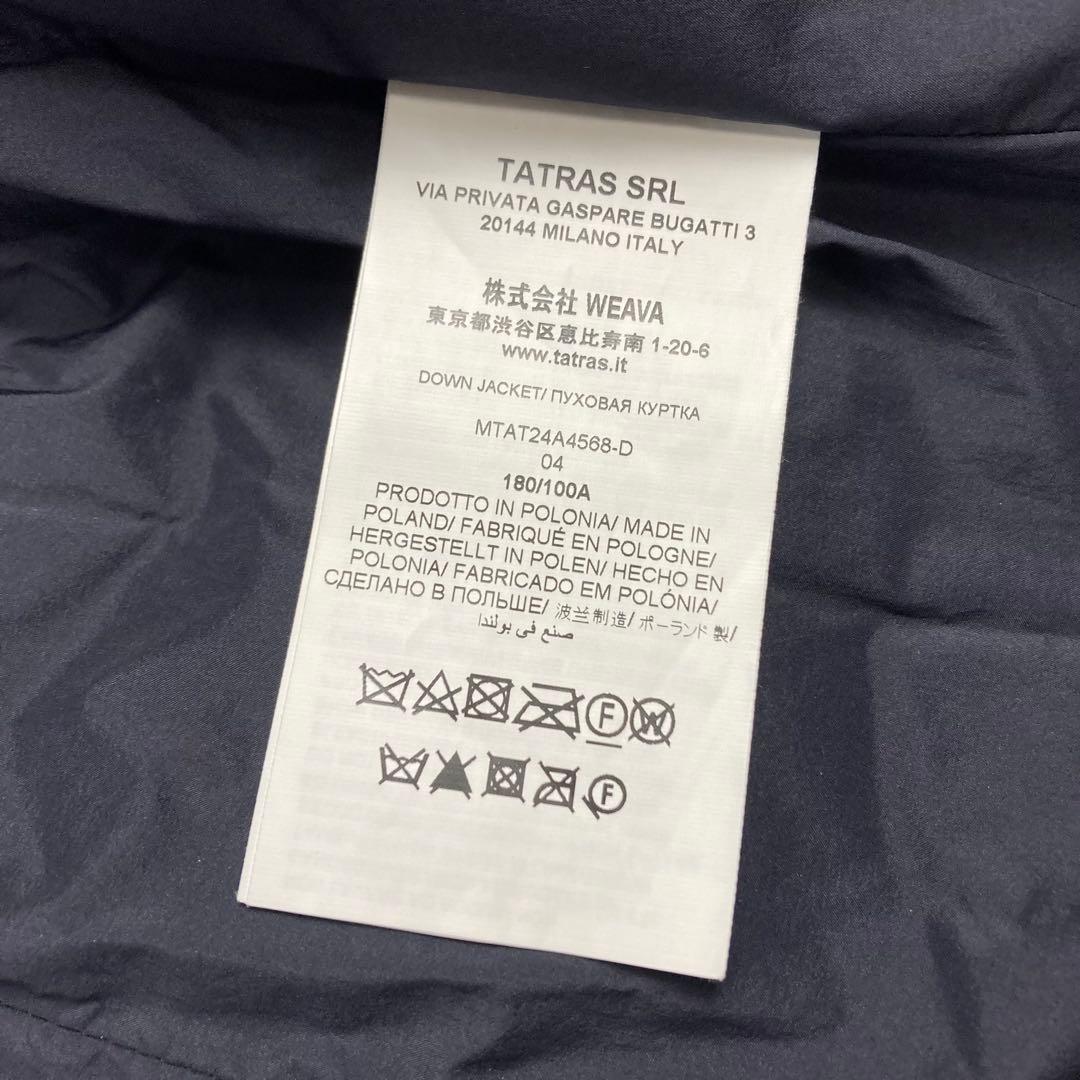 TATRAS SRL
VIA PRIVATA GASPARE BUGATTI 3
20144 MILANO ITALY
株式会社 WEAVA
東京都渋谷区恵比寿南 1-20-6
www.tatras.it
DOWN JACKET/ ПУХОВАЯ КУРТКА
MTAT24A4568-D
04
180/100A
PRODOTTO IN POLONIA/ MADE IN
POLAND/ FABRIQUÉ EN POLOGNE/
HERGESTELLT IN POLEN/ HECHO EN
POLONIA/ FABRICADO EM POLÓNIA/
СДЕЛАНО В ПОЛЬШЕ/ 波兰制造/ ポーランド製/
صنع في بولندا
F W
F